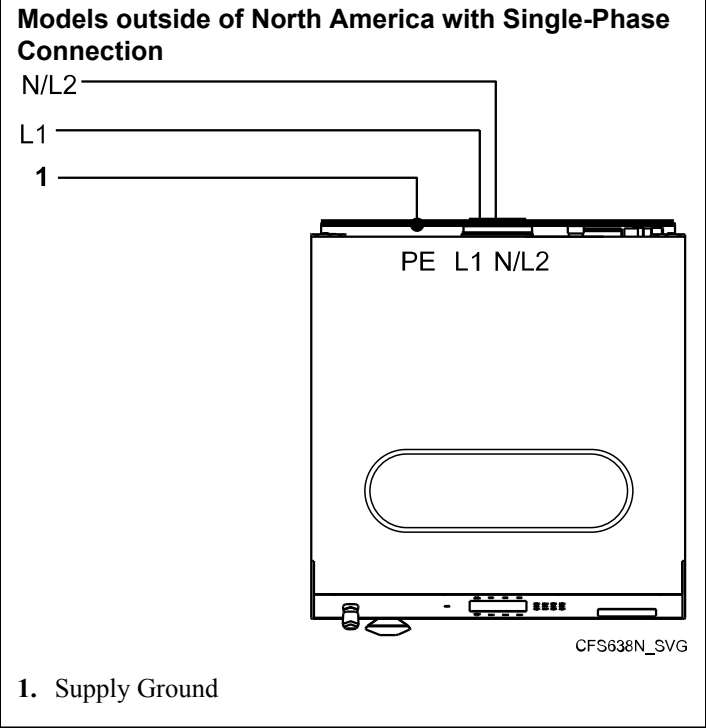 Models outside of North America with Single-Phase
Connection
N/L2
L1
1
PE L1 N/L2
CFS638N_SVG
1. Supply Ground